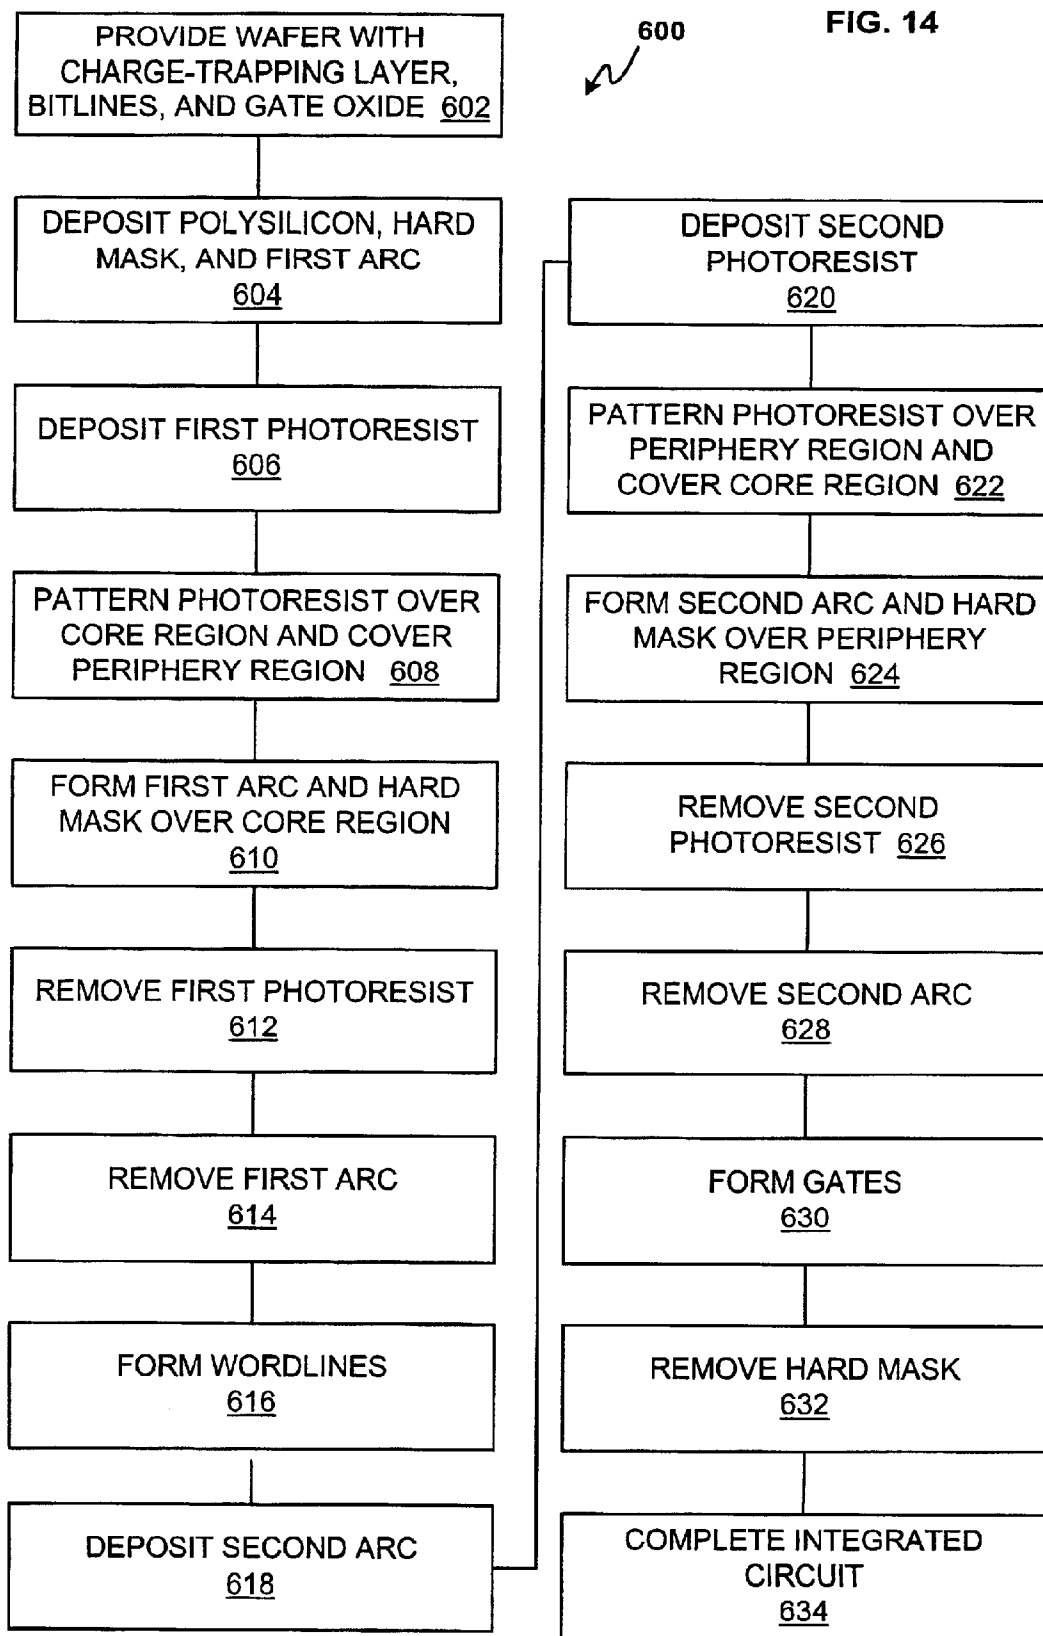 FIG. 14
600
PROVIDE WAFER WITH
CHARGE-TRAPPING LAYER,
BITLINES, AND GATE OXIDE 602
DEPOSIT POLYSILICON, HARD
MASK, AND FIRST ARC
604
DEPOSIT FIRST PHOTORESIST
606
PATTERN PHOTORESIST OVER
CORE REGION AND COVER
PERIPHERY REGION 608
FORM FIRST ARC AND HARD
MASK OVER CORE REGION
610
REMOVE FIRST PHOTORESIST
612
REMOVE FIRST ARC
614
FORM WORDLINES
616
DEPOSIT SECOND ARC
618
DEPOSIT SECOND
PHOTORESIST
620
PATTERN PHOTORESIST OVER
PERIPHERY REGION AND
COVER CORE REGION 622
FORM SECOND ARC AND HARD
MASK OVER PERIPHERY
REGION 624
REMOVE SECOND
PHOTORESIST 626
REMOVE SECOND ARC
628
FORM GATES
630
REMOVE HARD MASK
632
COMPLETE INTEGRATED
CIRCUIT
634